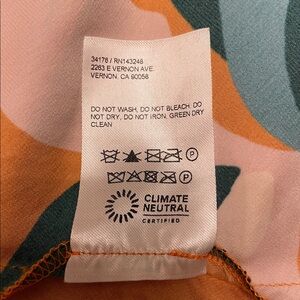 34176 / RN143248
2263 E VERNON AVE.
VERNON, CA 90058
DO NOT WASH, DO NOT BLEACH, DO
NOT DRY, DO NOT IRON, GREEN DRY
CLEAN
P
P
CLIMATE
NEUTRAL
CERTIFIED